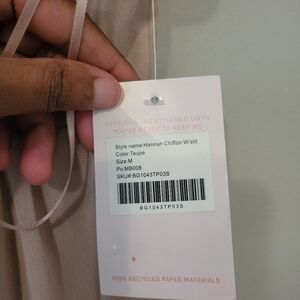 KEEP THIS TAG ATTACHED UNTIL
YOU'RE READY TO KEEP ME
Style name:Hannah Chiffon W/slit
Color:Taupe
Size:M
Po:MB008
SKU# BG1043TP03S
BG1043TP03S
100% RECYCLED PAPER MATERIALS